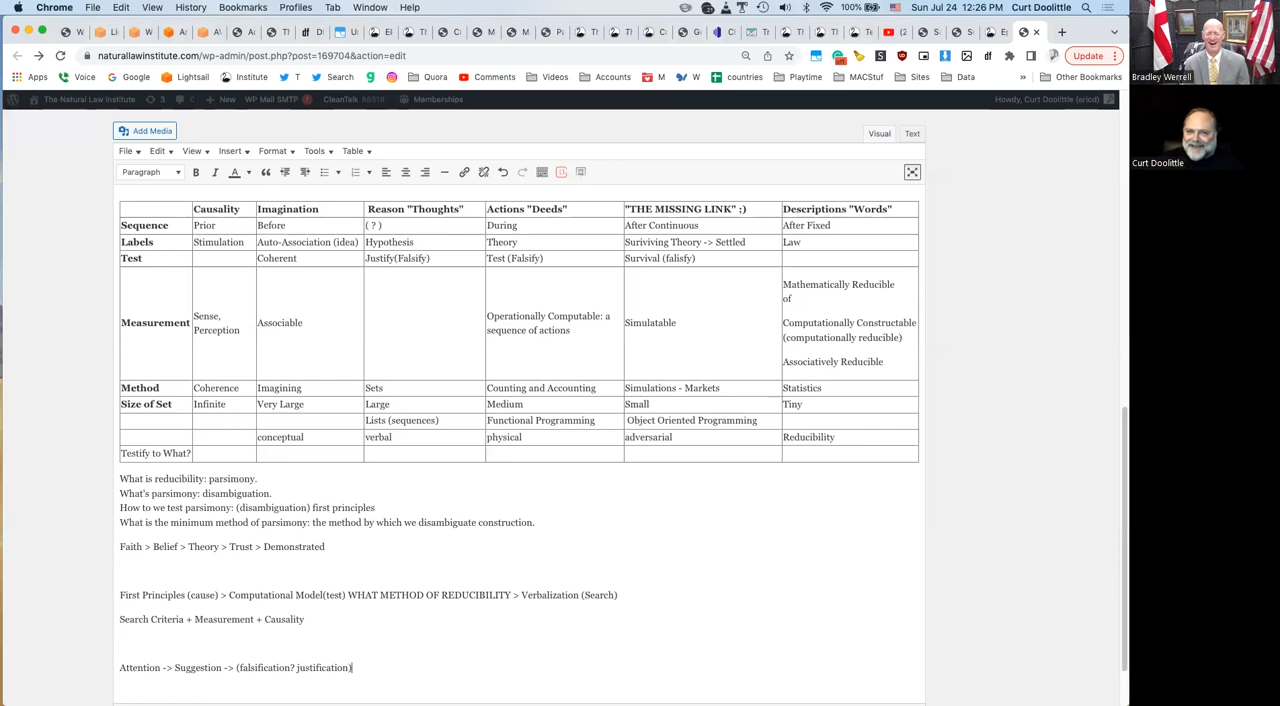 Chrome File Edit View History Bookmarks Profiles Tab Window Help 100% Sun Jul 24 12:26 PM Curt Doolittle
naturallawinstitute.com/wp-admin/post.php?post=169704&action=edit Update
Apps Voice Google Lightsail Institute T Search Quora Comments Videos Accounts M W countries Playtime MACStuf Sites Data » Other Bookmarks
The Natural Law Institute 3 0 New WP Mail SMTP CleanTalk Memberships Howdy, Curt Doolittle (ericd)
Add Media Visual Text
File Edit View Insert Format Tools Table
Paragraph B I A
Causality Imagination Reason "Thoughts" Actions "Deeds" "THE MISSING LINK" ;) Descriptions "Words"
Sequence Prior Before ( ? ) During After Continuous After Fixed
Labels Stimulation Auto-Association (idea) Hypothesis Theory Suriviving Theory -> Settled Law
Test Coherent Justify(Falsify) Test (Falsify) Survival (falisfy)
Measurement Sense, Perception Associable Operationally Computable: a sequence of actions Simulatable Mathematically Reducible of Computationally Constructable (computationally reducible) Associatively Reducible
Method Coherence Imagining Sets Counting and Accounting Simulations - Markets Statistics
Size of Set Infinite Very Large Large Medium Small Tiny
Lists (sequences) Functional Programming Object Oriented Programming
conceptual verbal physical adversarial Reducibility
Testify to What?
What is reducibility: parsimony.
What's parsimony: disambiguation.
How to we test parsimony: (disambiguation) first principles
What is the minimum method of parsimony: the method by which we disambiguate construction.
Faith > Belief > Theory > Trust > Demonstrated
First Principles (cause) > Computational Model(test) WHAT METHOD OF REDUCIBILITY > Verbalization (Search)
Search Criteria + Measurement + Causality
Attention -> Suggestion -> (falsification? justification)
Bradley Werrell
Curt Doolittle